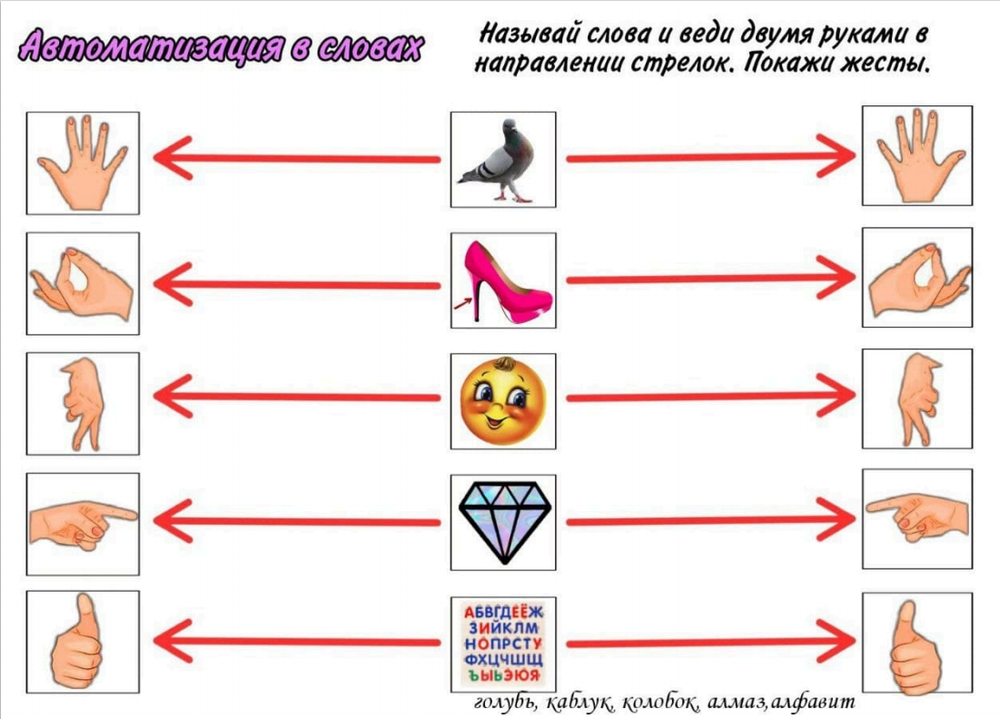 Автоматизация в словах
Называй слова и веди двумя руками в
направлении стрелок. Покажи жесты.
АБВГДЕЁЖ
ЗИЙКЛМ
НОПРСТУ
ФХЦЧШЩ
ЪЫЬЭЮЯ
голубь, каблук, колобок, алмаз,алфавит